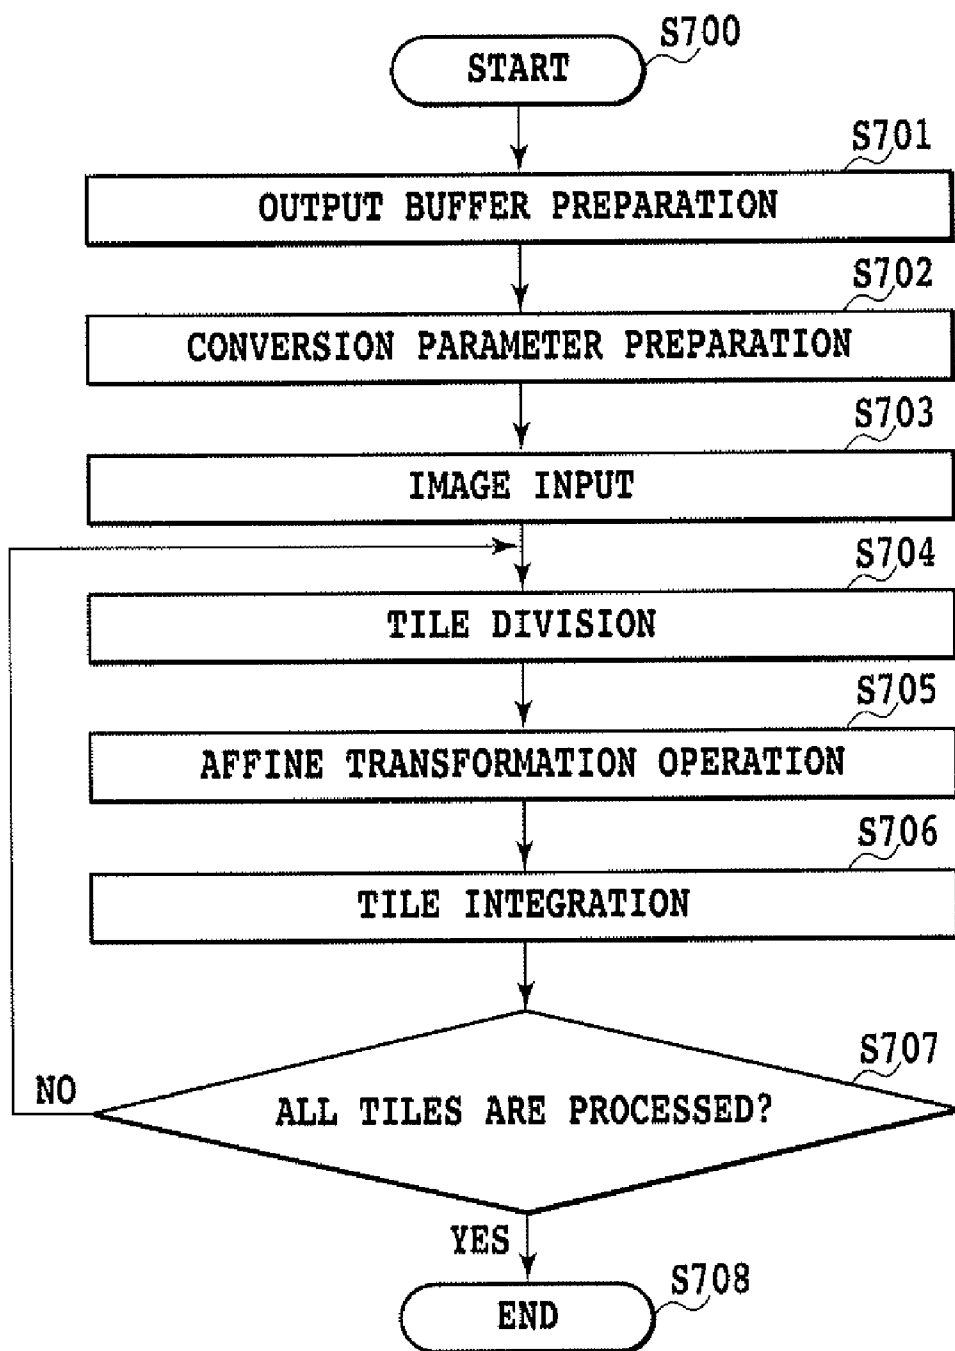 S700
START
S701
OUTPUT BUFFER PREPARATION
S702
CONVERSION PARAMETER PREPARATION
S703
IMAGE INPUT
S704
TILE DIVISION
S705
AFFINE TRANSFORMATION OPERATION
S706
TILE INTEGRATION
S707
NO
ALL TILES ARE PROCESSED?
YES
S708
END